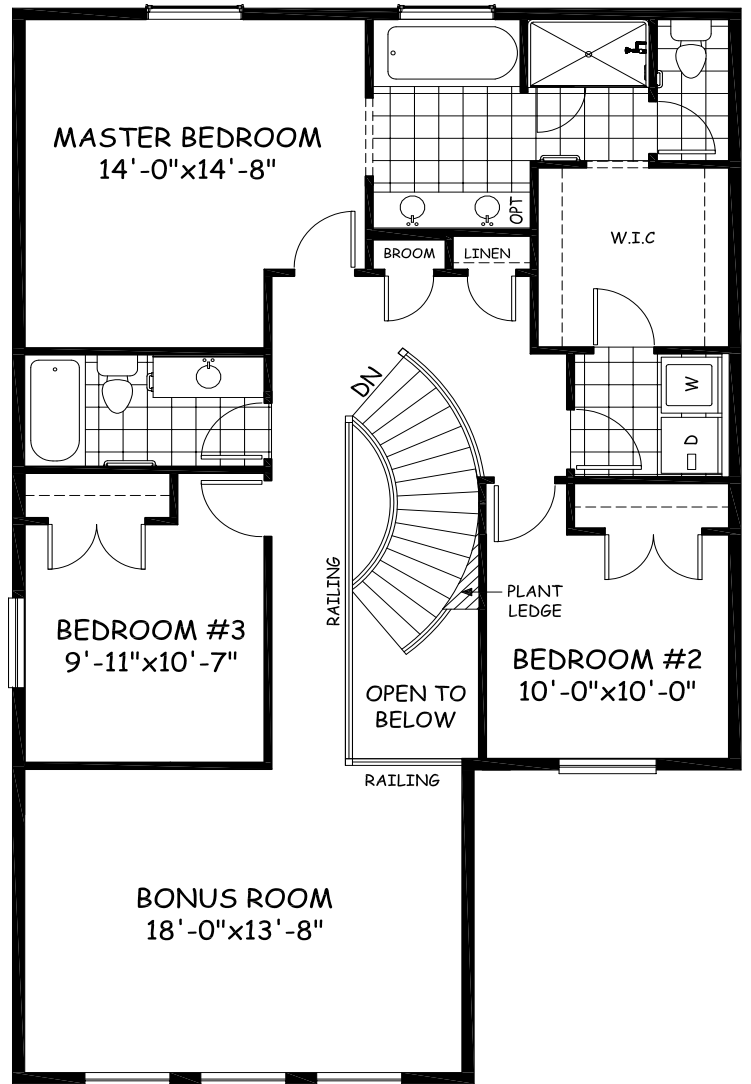 MASTER BEDROOM
14'-0"x14'-8"
OPT
BROOM
LINEN
W.I.C
DN
W
D
RAILING
PLANT
LEDGE
BEDROOM #3
9'-11"x10'-7"
BEDROOM #2
10'-0"x10'-0"
OPEN TO
BELOW
RAILING
BONUS ROOM
18'-0"x13'-8"